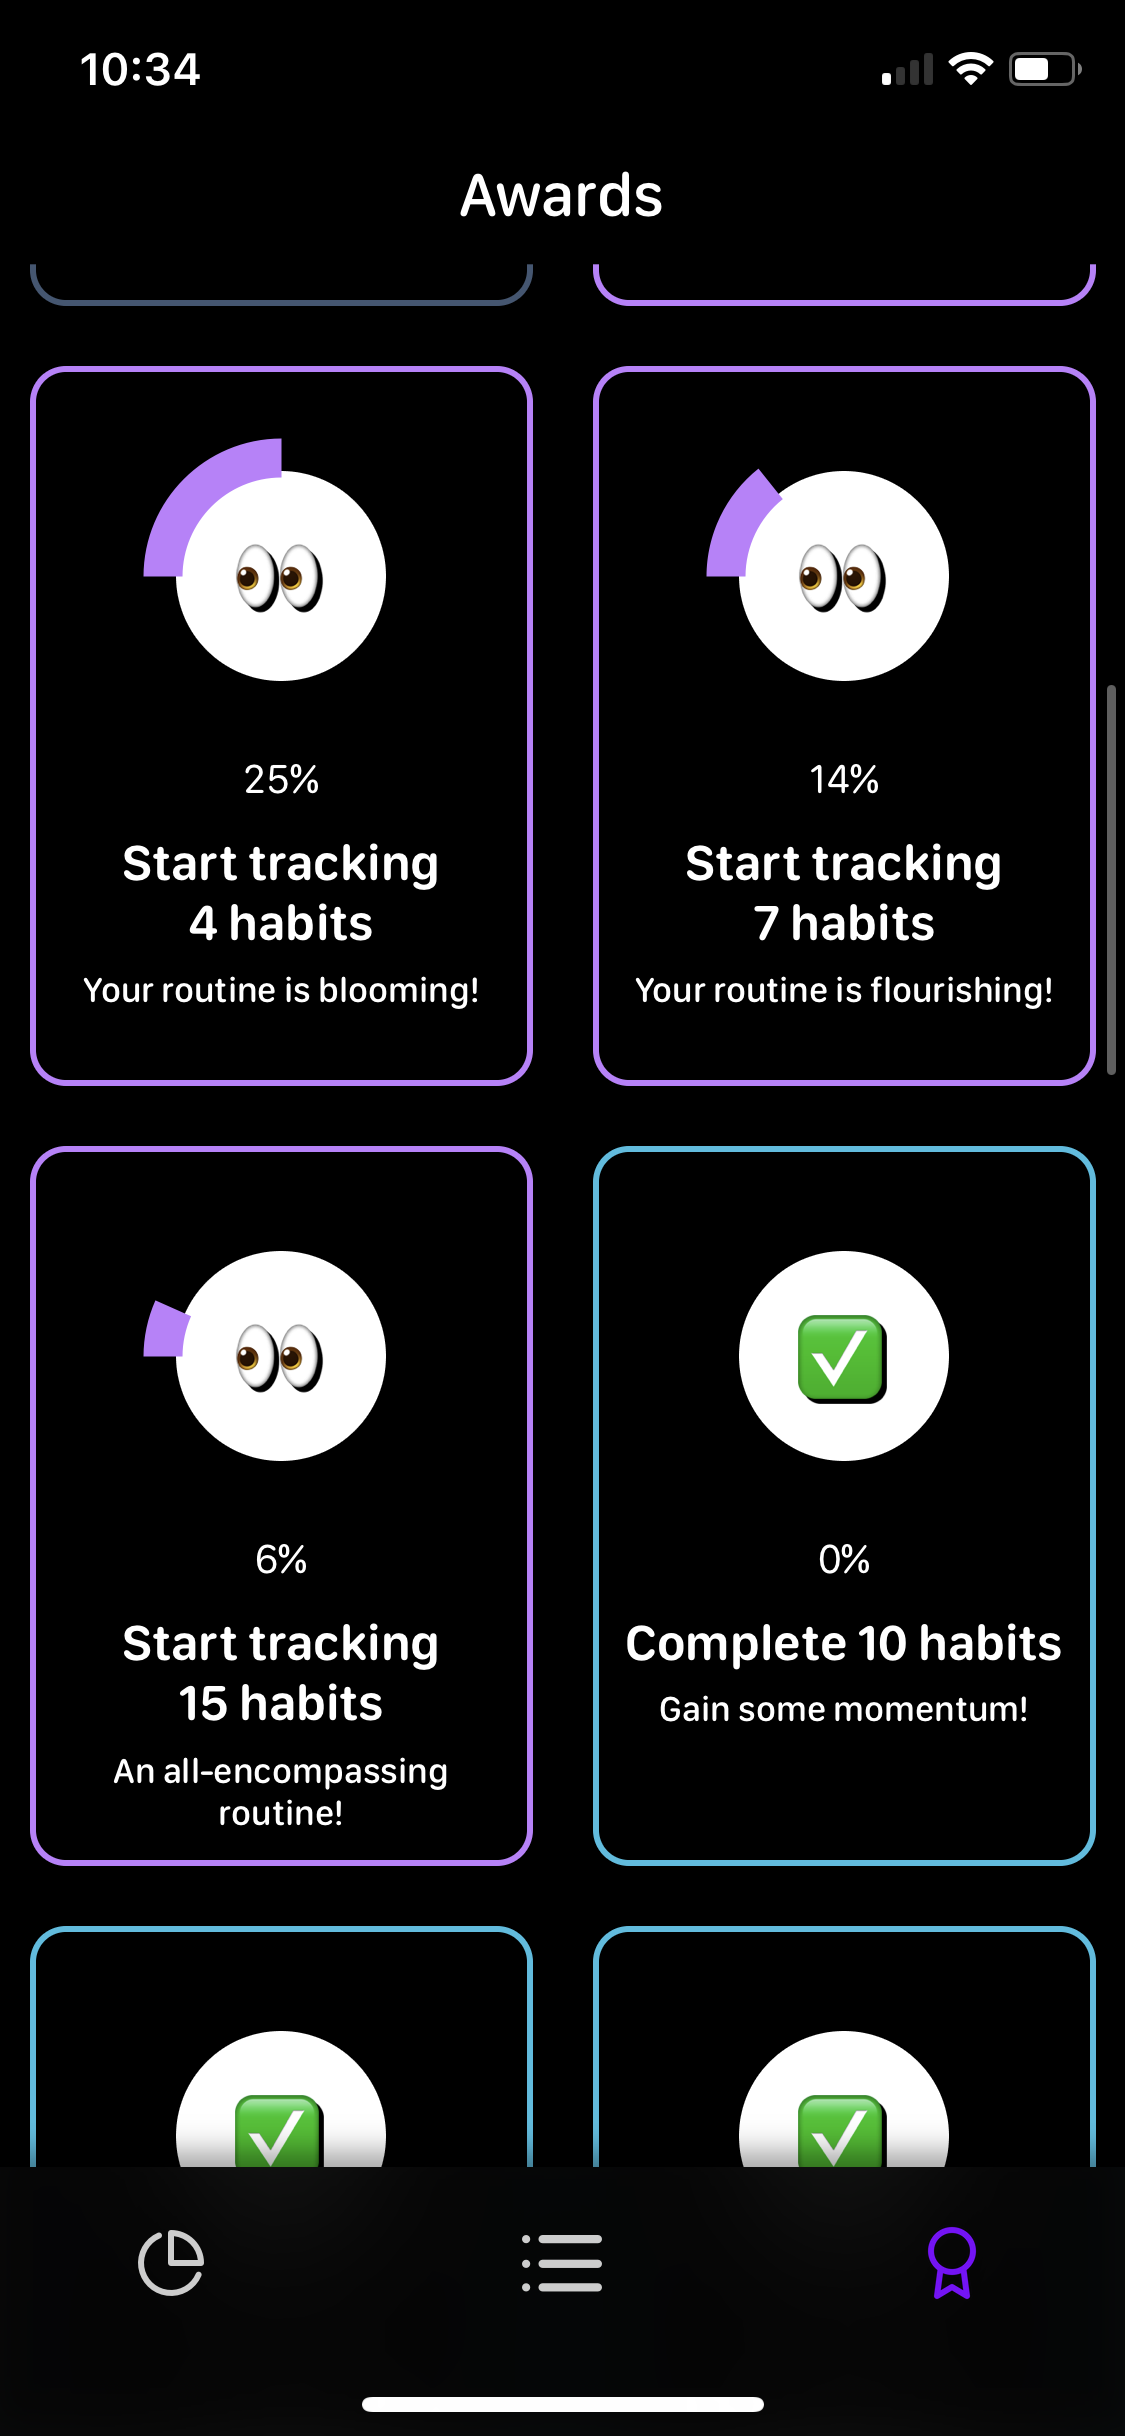 10:34
Awards
25%
Start tracking
4 habits
Your routine is blooming!
14%
Start tracking
7 habits
Your routine is flourishing!
6%
Start tracking
15 habits
An all-encompassing
routine!
0%
Complete 10 habits
Gain some momentum!